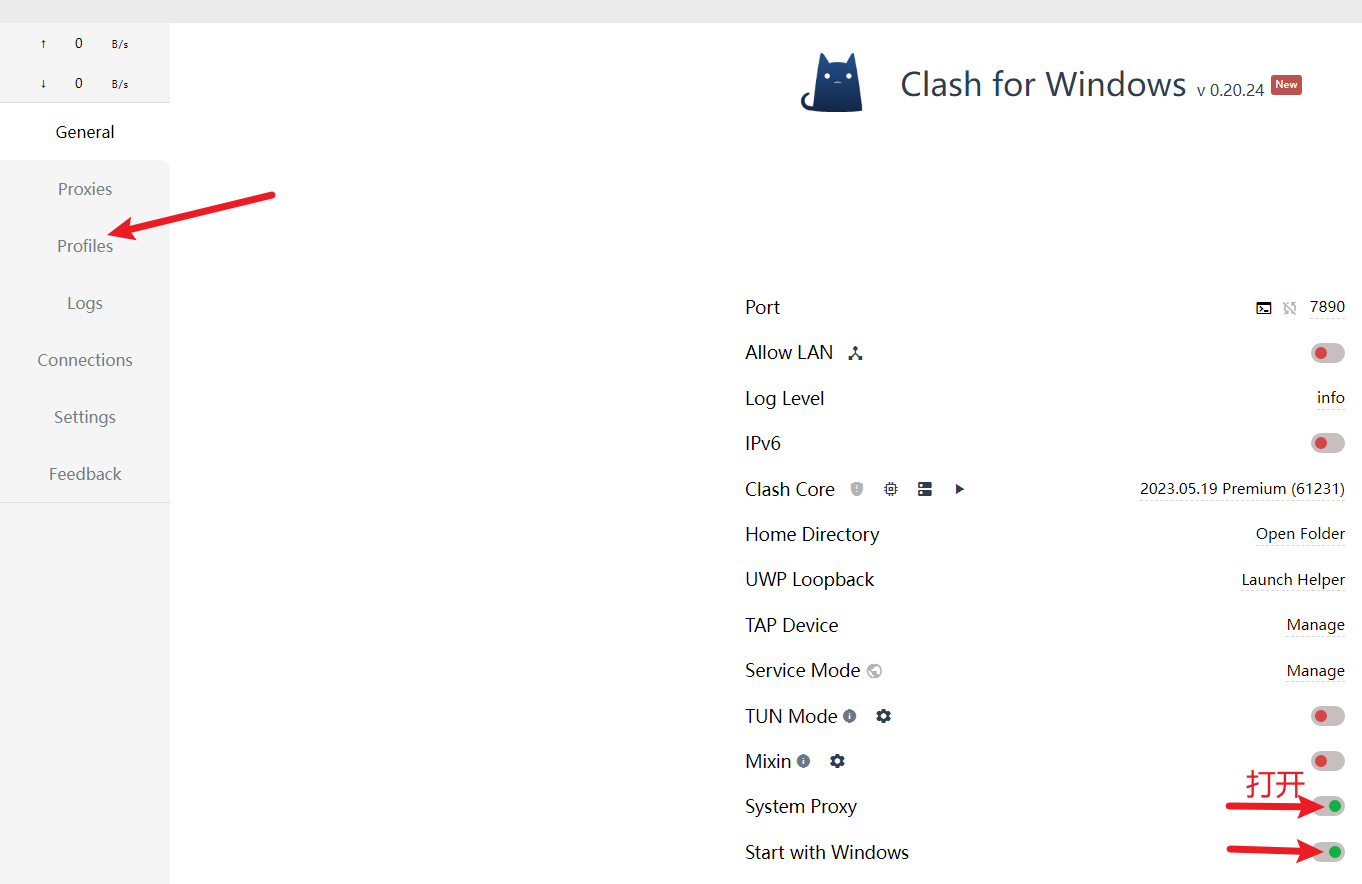 ↑ 0 B/s
↓ 0 B/s
General
Proxies
Profiles
Logs
Connections
Settings
Feedback
Clash for Windows v 0.20.24 New
Port 7890
Allow LAN
Log Level info
IPv6
Clash Core 2023.05.19 Premium (61231)
Home Directory Open Folder
UWP Loopback Launch Helper
TAP Device Manage
Service Mode Manage
TUN Mode
Mixin
打开
System Proxy
Start with Windows